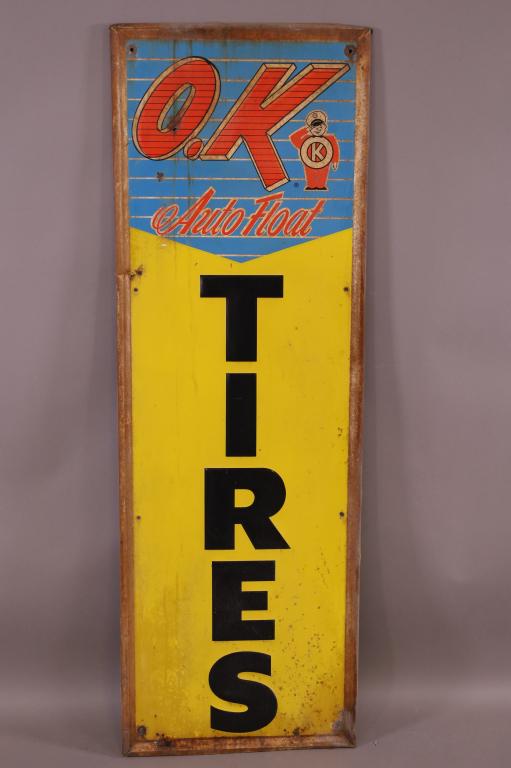 O.K.
K
Auto Float
TIRES